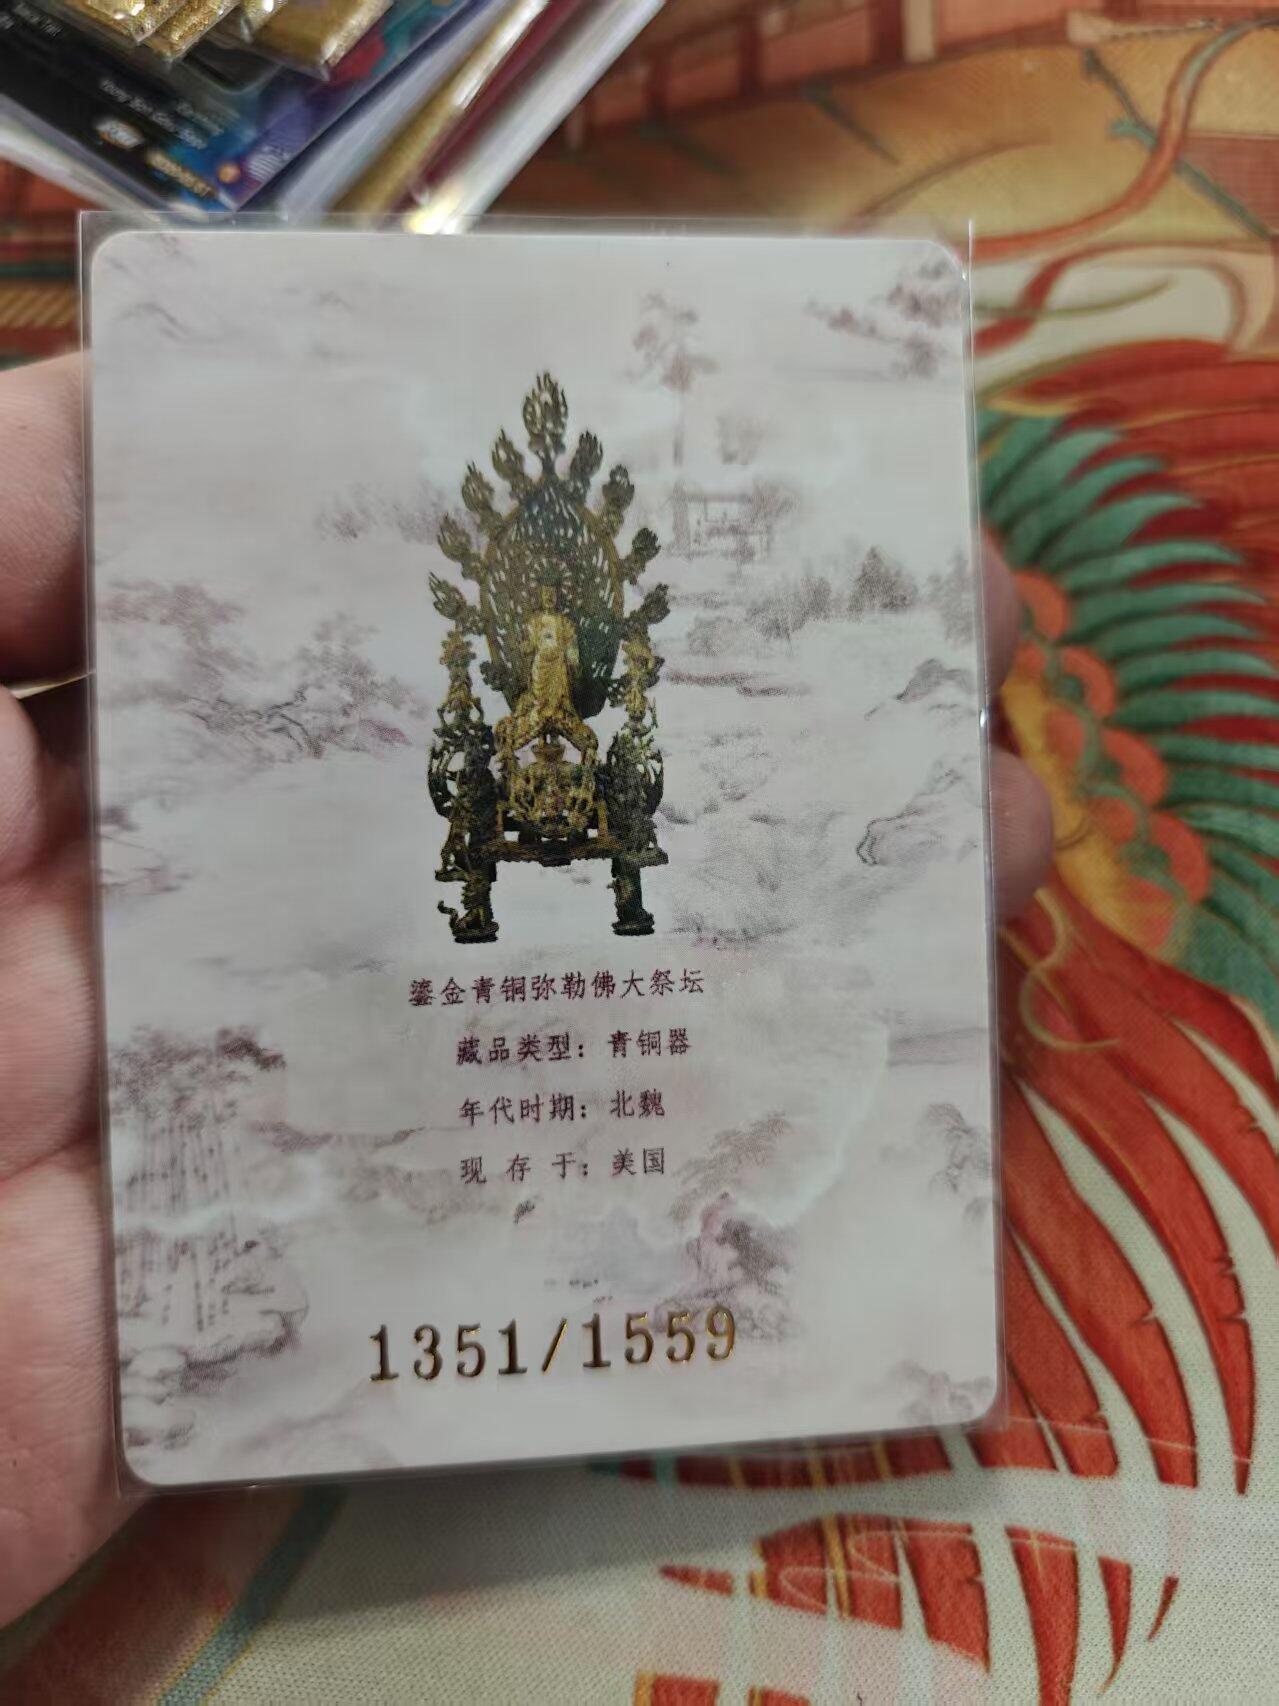 鎏金青铜弥勒佛大祭坛
藏品类型：青铜器
年代时期：北魏
现 存 于：美国
1351/1559